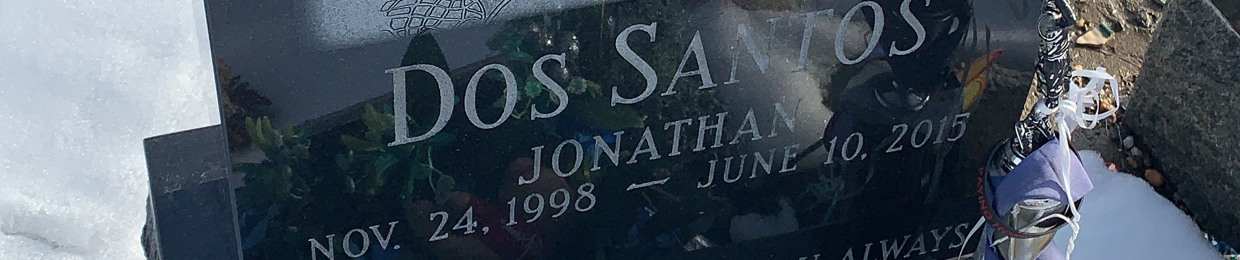 DOS SANTOS
JONATHAN
NOV. 24, 1998 — JUNE 10, 2015
ALWAYS